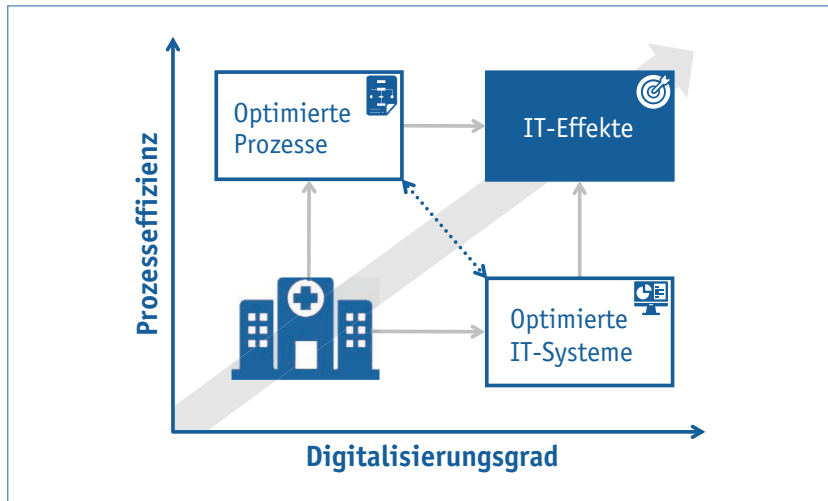 Prozesseffizienz
Optimierte
Prozesse
IT-Effekte
Optimierte
IT-Systeme
Digitalisierungsgrad